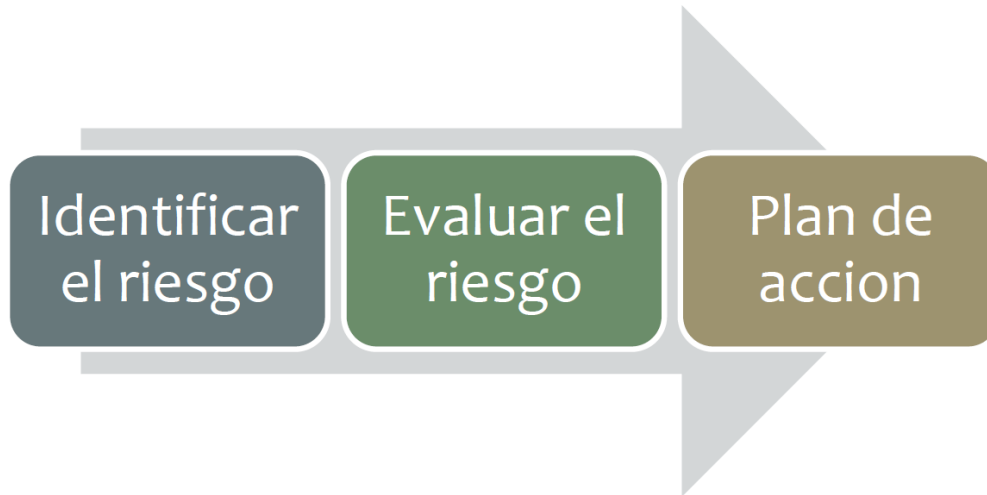 Identificar
el riesgo
Evaluar el
riesgo
Plan de
accion